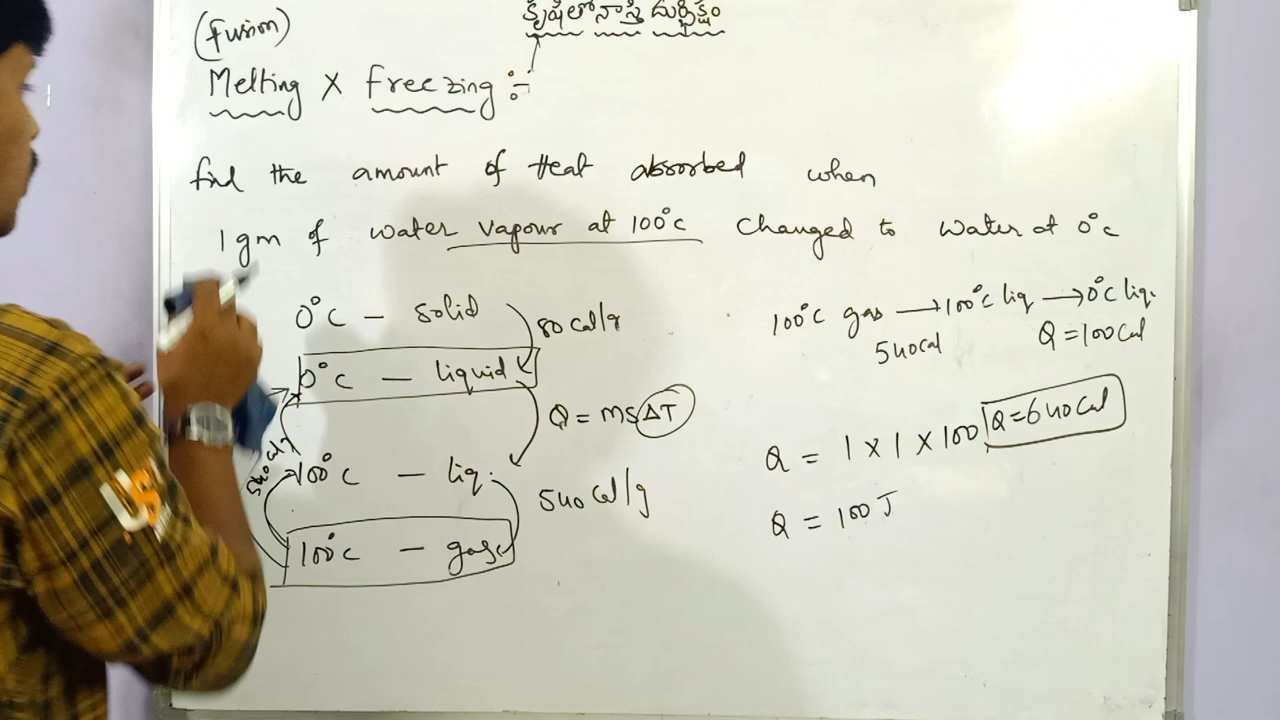 కృషితో నాస్తి దుర్భిక్షం
(Fusion)
Melting X freezing :-
find the amount of Heat absorbed when
1 gm of water vapour at 100°c changed to water at 0°c
0°c - solid
80 cal/g
0°c - liquid
Q = msΔT
100°c - liq.
540 cal/g
540 cal/g
100°c - gas
100°c gas → 100°c liq → 0°c liq.
540cal Q = 100 cal
Q = 1 x 1 x 100 Q = 640 cal
Q = 100 J